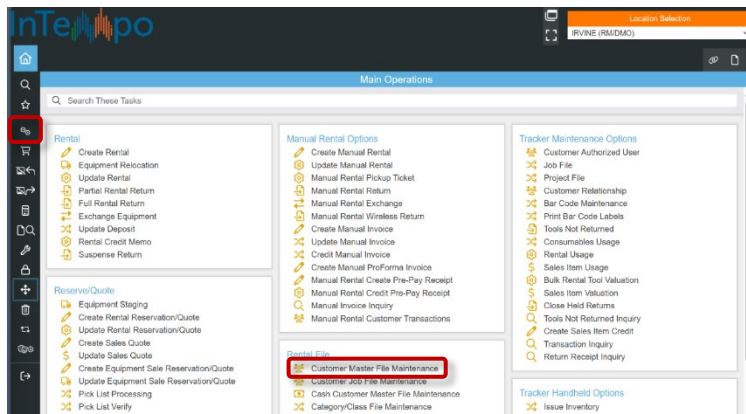 InTempo
Location Selection
IRVINE (RM/DMO)
Main Operations
Search These Tasks
Rental
Create Rental
Equipment Relocation
Update Rental
Partial Rental Return
Full Rental Return
Exchange Equipment
Update Deposit
Rental Credit Memo
Suspense Return
Reserve/Quote
Equipment Staging
Create Rental Reservation/Quote
Update Rental Reservation/Quote
Create Sales Quote
Update Sales Quote
Create Equipment Sale Reservation/Quote
Update Equipment Sale Reservation/Quote
Pick List Processing
Pick List Verify
Manual Rental Options
Create Manual Rental
Update Manual Rental
Manual Rental Pickup Ticket
Manual Rental Return
Manual Rental Exchange
Manual Rental Wireless Return
Create Manual Invoice
Update Manual Invoice
Credit Manual Invoice
Create Manual ProForma Invoice
Manual Rental Create Pre-Pay Receipt
Manual Rental Credit Pre-Pay Receipt
Manual Invoice Inquiry
Manual Rental Customer Transactions
Rental File
Customer Master File Maintenance
Customer Job File Maintenance
Cash Customer Master File Maintenance
Category/Class File Maintenance
Tracker Maintenance Options
Customer Authorized User
Job File
Project File
Customer Relationship
Bar Code Maintenance
Print Bar Code Labels
Tools Not Returned
Consumables Usage
Rental Usage
Sales Item Usage
Bulk Rental Tool Valuation
Sales Item Valuation
Close Held Returns
Tools Not Returned Inquiry
Create Sales Item Credit
Transaction Inquiry
Return Receipt Inquiry
Tracker Handheld Options
Issue Inventory